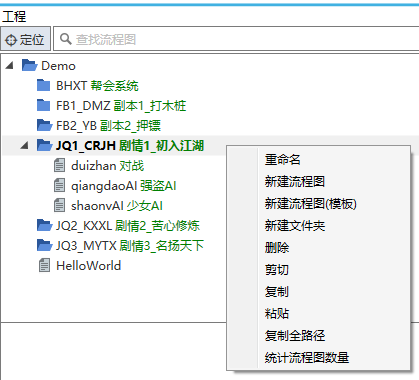 工程
定位 查找流程图
Demo
BHXT 帮会系统
FB1_DMZ 副本1_打木桩
FB2_YB 副本2_押镖
JQ1_CRJH 剧情1_初入江湖
duizhan 对战
qiangdaoAI 强盗AI
shaonvAI 少女AI
JQ2_KXXL 剧情2_苦心修炼
JQ3_MYTX 剧情3_名扬天下
HelloWorld
重命名
新建流程图
新建流程图(模板)
新建文件夹
删除
剪切
复制
粘贴
复制全路径
统计流程图数量